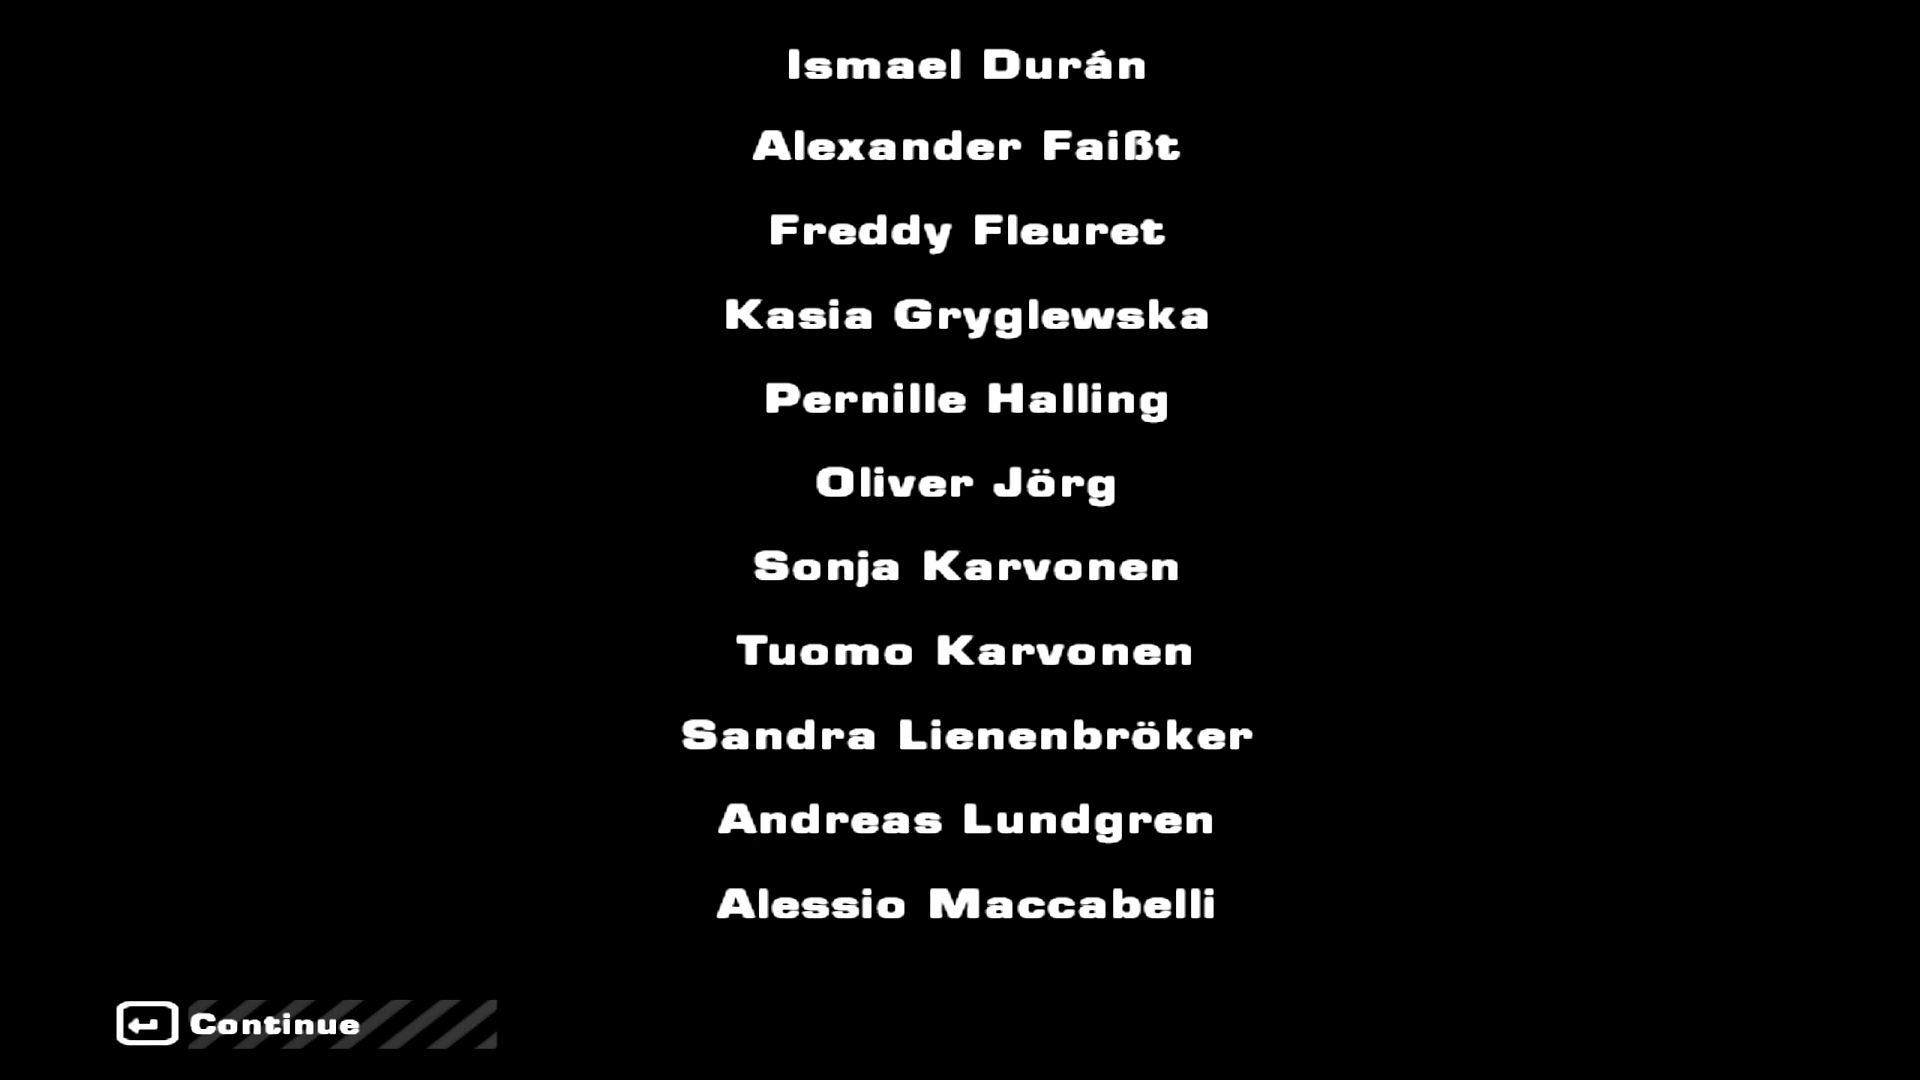 Ismael Durán
Alexander Faißt
Freddy Fleuret
Kasia Gryglewska
Pernille Halling
Oliver Jörg
Sonja Karvonen
Tuomo Karvonen
Sandra Lienenbröker
Andreas Lundgren
Alessio Maccabelli
Continue